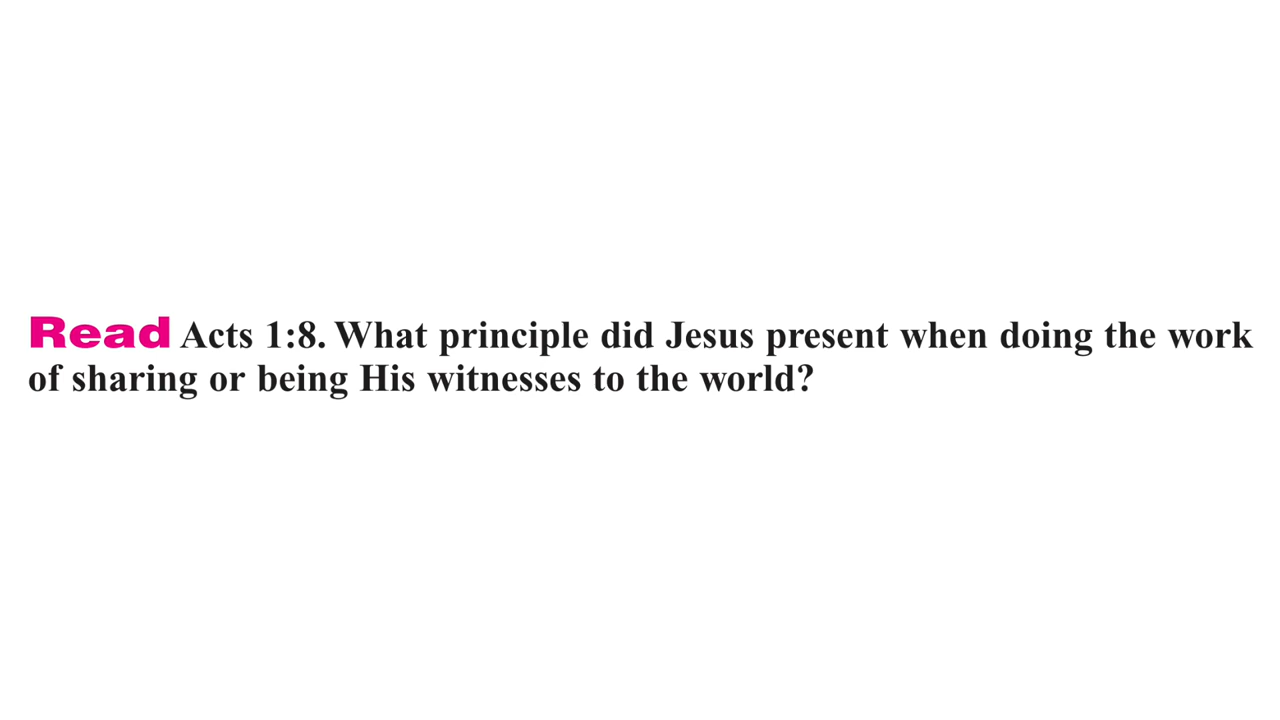 Read Acts 1:8. What principle did Jesus present when doing the work
of sharing or being His witnesses to the world?